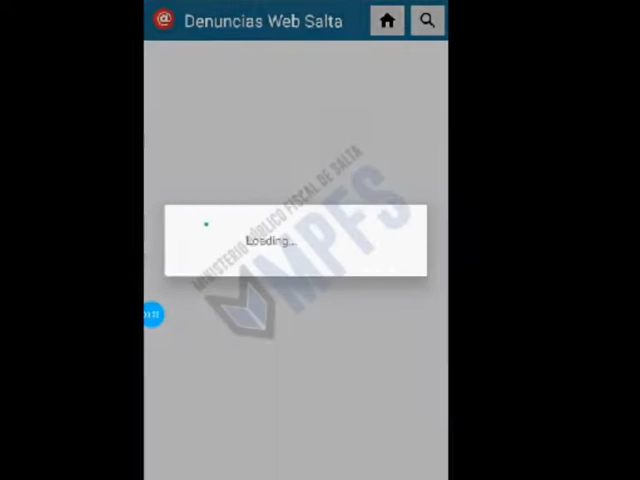 @ Denuncias Web Salta
MINISTERIO PÚBLICO FISCAL DE SALTA
MPFS
Loading...